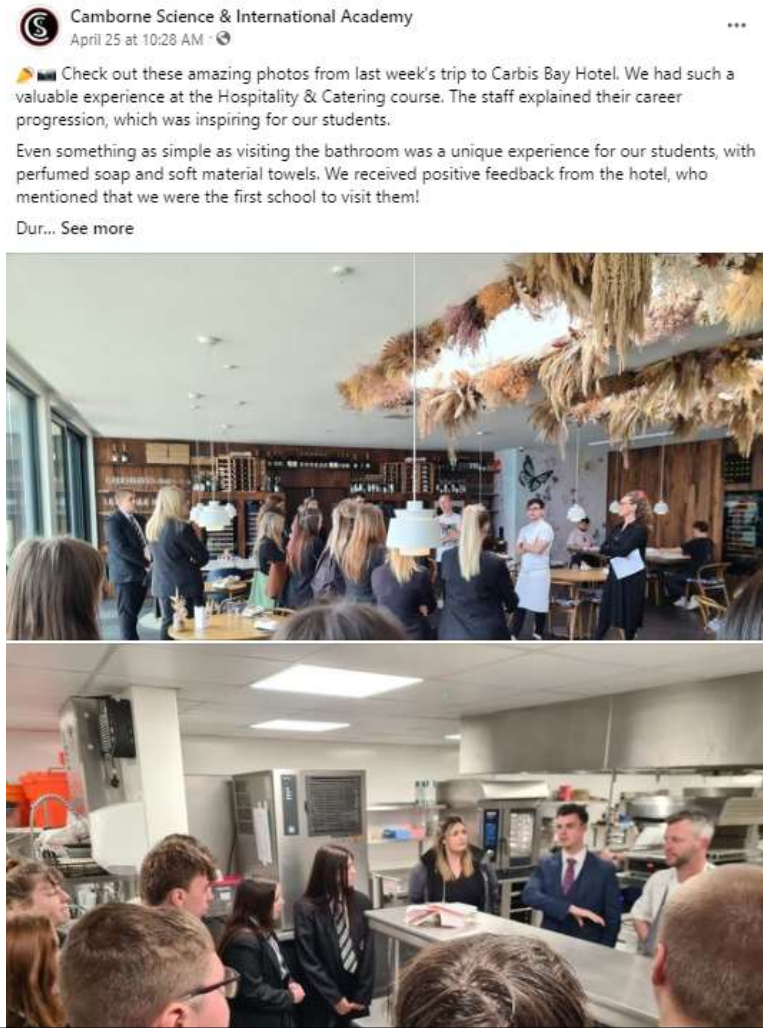 Camborne Science & International Academy
April 25 at 10:28 AM ·
Check out these amazing photos from last week's trip to Carbis Bay Hotel. We had such a
valuable experience at the Hospitality & Catering course. The staff explained their career
progression, which was inspiring for our students.
Even something as simple as visiting the bathroom was a unique experience for our students, with
perfumed soap and soft material towels. We received positive feedback from the hotel, who
mentioned that we were the first school to visit them!
Dur... See more